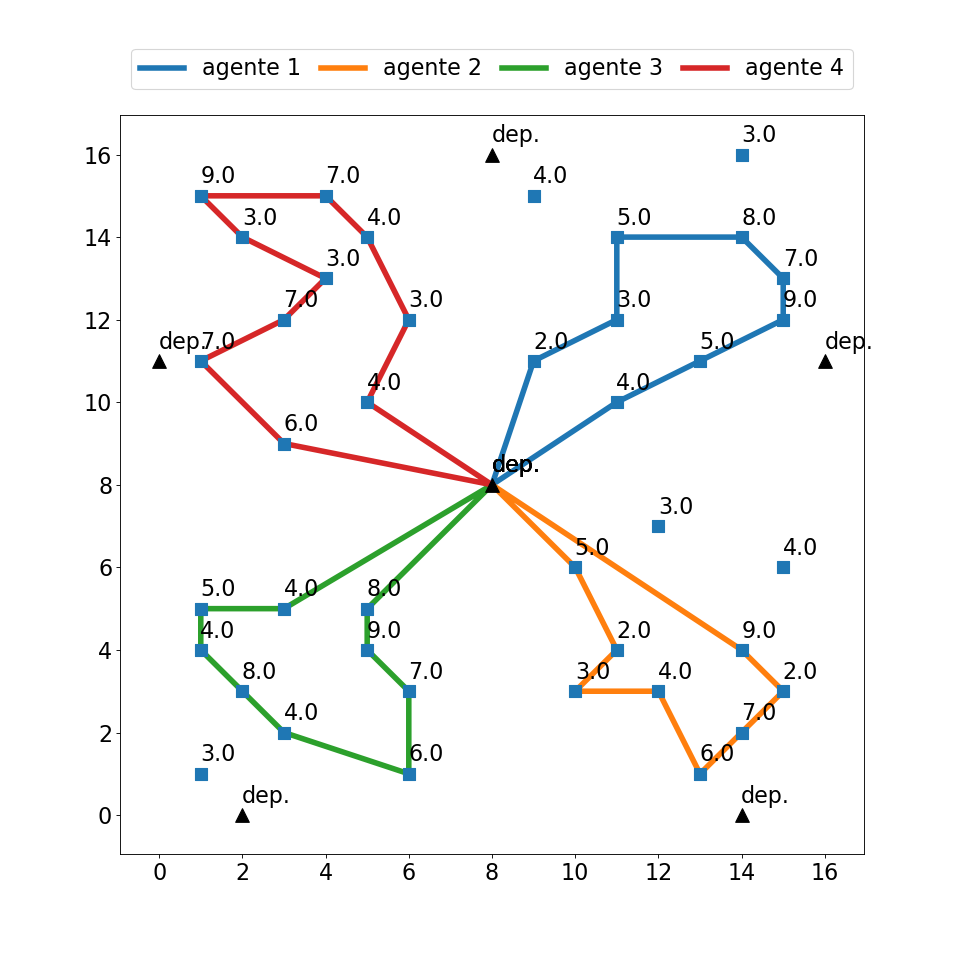 agente 1 agente 2 agente 3 agente 4
dep. 3.0
16
9.0 7.0 4.0
3.0 4.0 5.0 8.0
14
3.0 7.0
7.0 3.0 3.0 9.0
12
dep. 7.0 2.0 5.0 dep.
4.0 4.0
10
6.0
dep.
8
3.0
5.0 4.0
6
5.0 4.0 8.0
4.0 9.0 2.0 9.0
4
8.0 7.0 3.0 4.0 2.0
4.0 7.0
2
3.0 6.0 6.0
dep. dep.
0
0 2 4 6 8 10 12 14 16